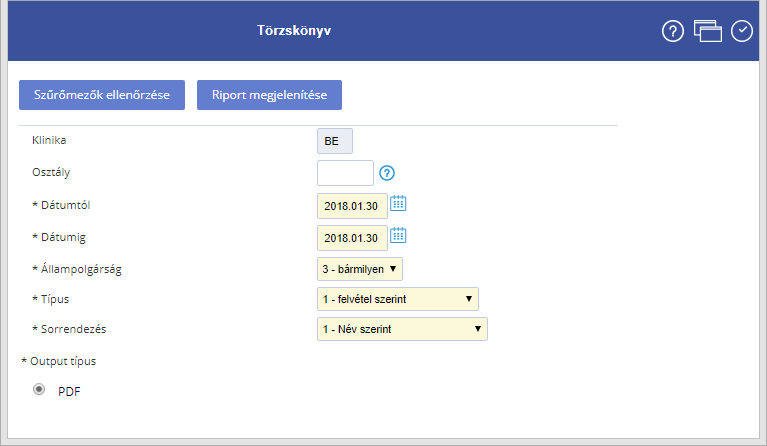 Törzskönyv
Szűrőmezők ellenőrzése Riport megjelenítése
Klinika BE
Osztály
* Dátumtól 2018.01.30
* Dátumig 2018.01.30
* Állampolgárság 3 - bármilyen
* Típus 1 - felvétel szerint
* Sorrendezés 1 - Név szerint
* Output típus
PDF